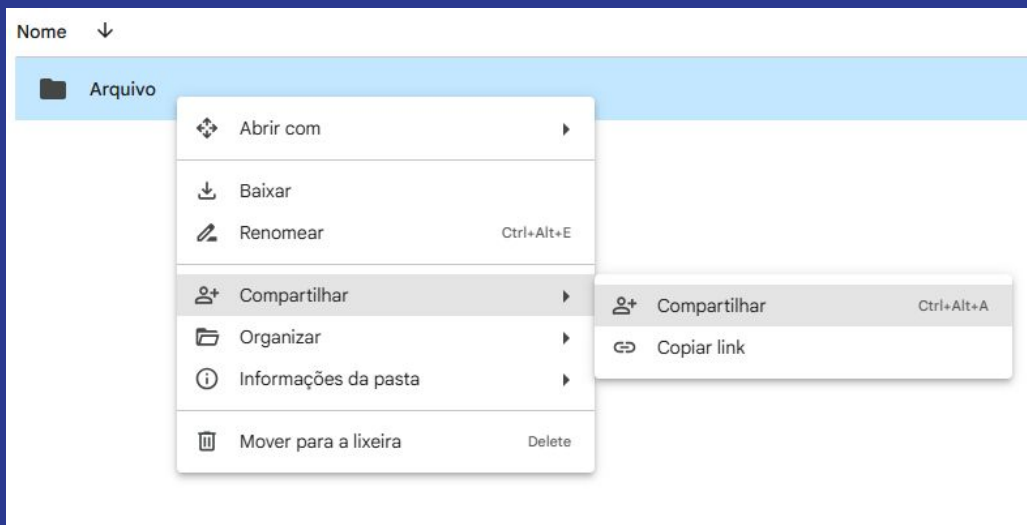 Nome
Arquivo
Abrir com
Baixar
Renomear Ctrl+Alt+E
Compartilhar
Compartilhar Ctrl+Alt+A
Organizar
Copiar link
Informações da pasta
Mover para a lixeira Delete